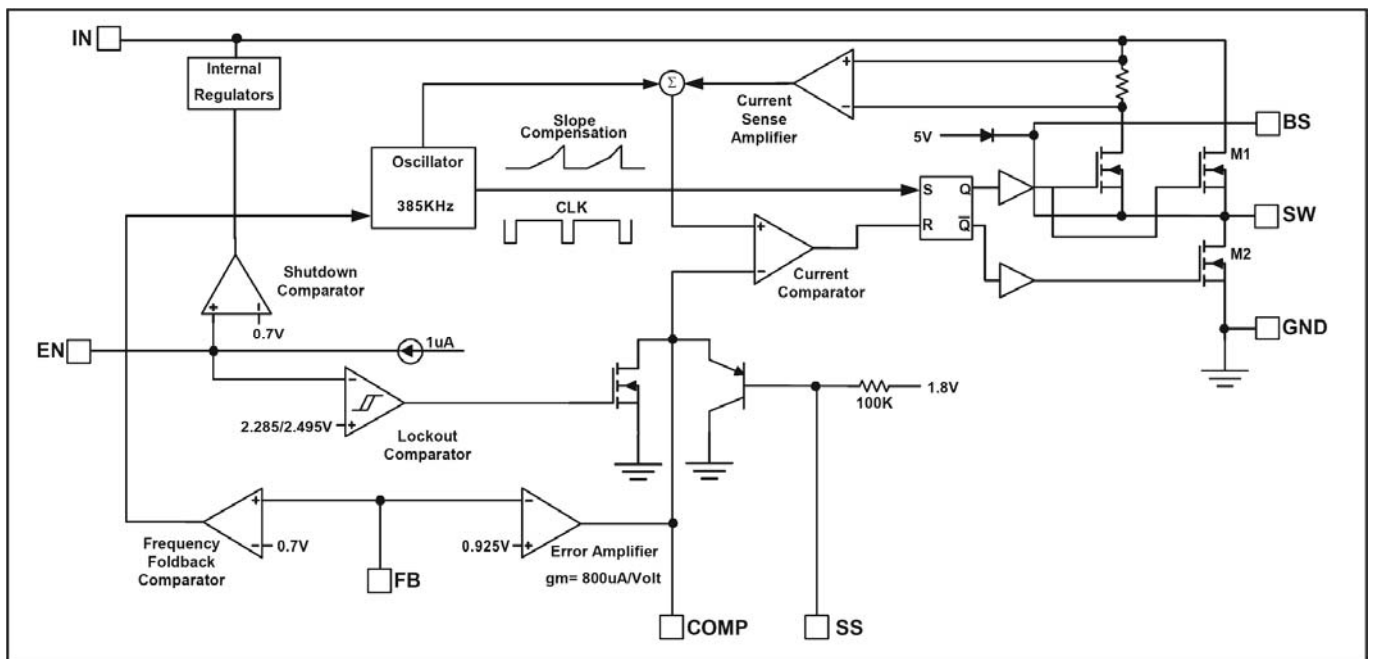 IN
Internal
Regulators
Σ
+
−
Current
Sense
Amplifier
Slope
Compensation
5V
BS
Oscillator
385KHz
M1
S Q
R Q̅
CLK
SW
+
−
Current
Comparator
M2
Shutdown
Comparator
+ −
0.7V
GND
EN
1uA
−
+
2.285/2.495V
Lockout
Comparator
100K
1.8V
+
−
0.7V
Frequency
Foldback
Comparator
−
+
0.925V
Error Amplifier
gm= 800uA/Volt
FB
COMP
SS